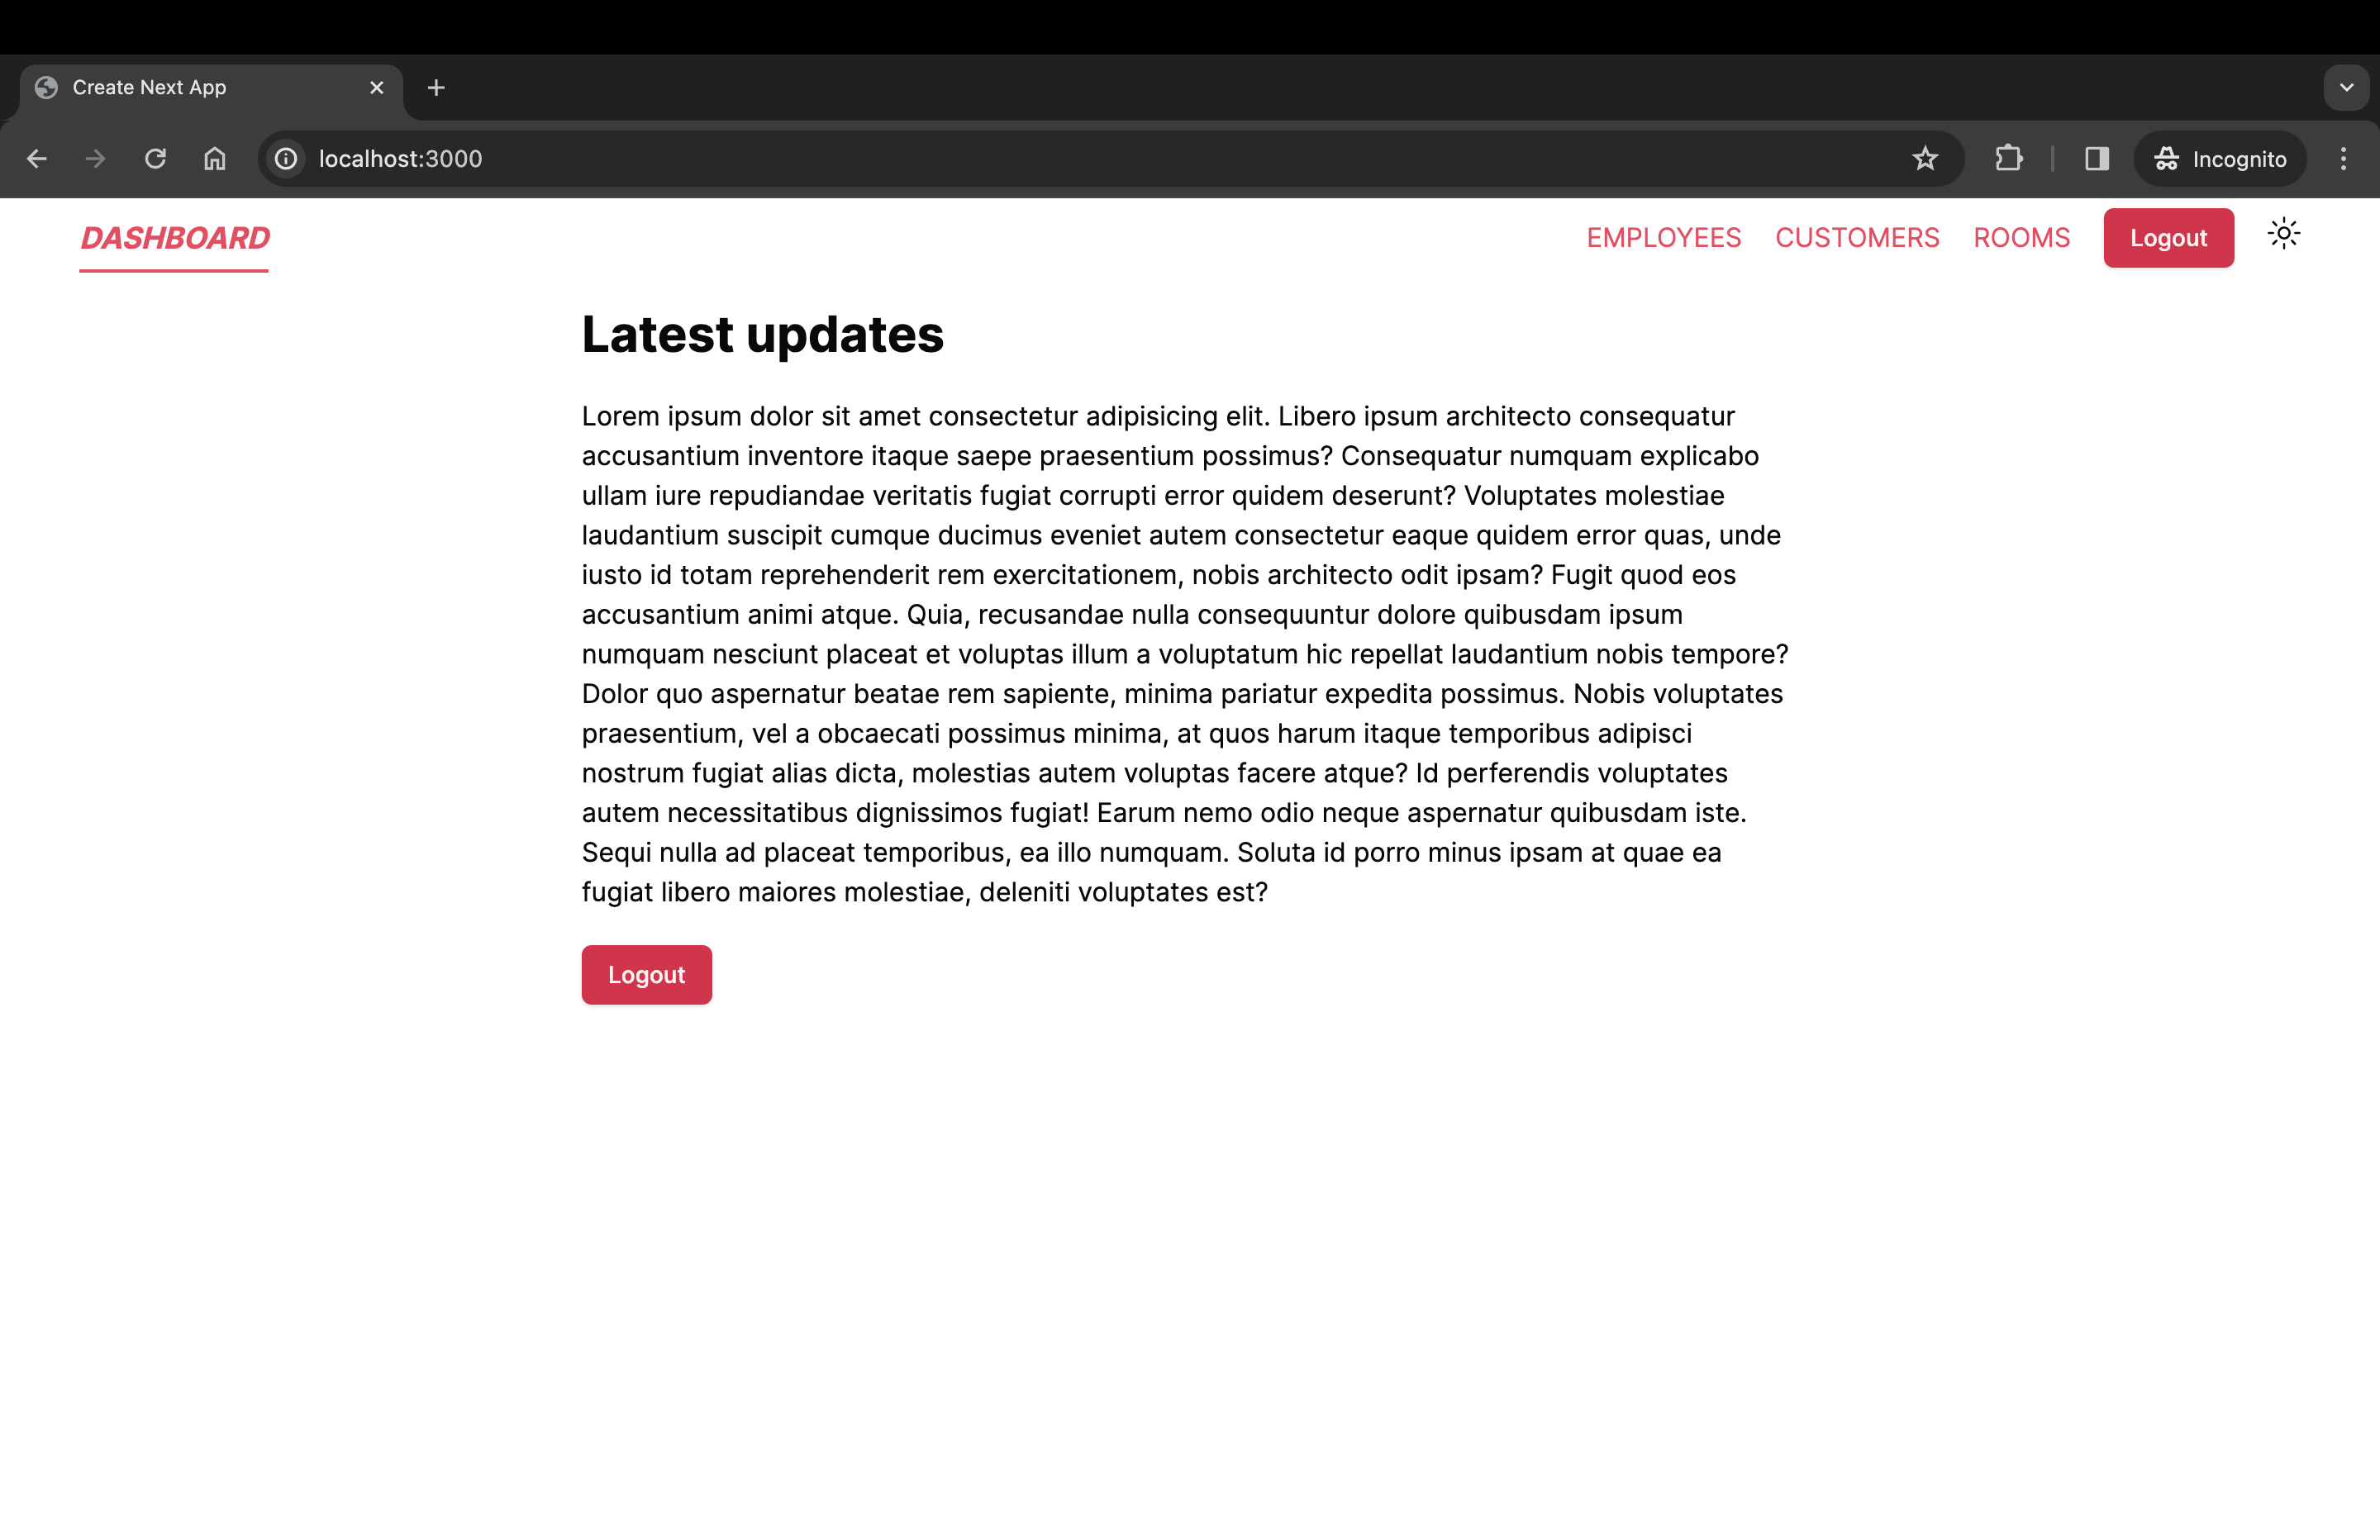 Create Next App
localhost:3000
Incognito
DASHBOARD
EMPLOYEES CUSTOMERS ROOMS Logout
Latest updates
Lorem ipsum dolor sit amet consectetur adipisicing elit. Libero ipsum architecto consequatur
accusantium inventore itaque saepe praesentium possimus? Consequatur numquam explicabo
ullam iure repudiandae veritatis fugiat corrupti error quidem deserunt? Voluptates molestiae
laudantium suscipit cumque ducimus eveniet autem consectetur eaque quidem error quas, unde
iusto id totam reprehenderit rem exercitationem, nobis architecto odit ipsam? Fugit quod eos
accusantium animi atque. Quia, recusandae nulla consequuntur dolore quibusdam ipsum
numquam nesciunt placeat et voluptas illum a voluptatum hic repellat laudantium nobis tempore?
Dolor quo aspernatur beatae rem sapiente, minima pariatur expedita possimus. Nobis voluptates
praesentium, vel a obcaecati possimus minima, at quos harum itaque temporibus adipisci
nostrum fugiat alias dicta, molestias autem voluptas facere atque? Id perferendis voluptates
autem necessitatibus dignissimos fugiat! Earum nemo odio neque aspernatur quibusdam iste.
Sequi nulla ad placeat temporibus, ea illo numquam. Soluta id porro minus ipsam at quae ea
fugiat libero maiores molestiae, deleniti voluptates est?
Logout